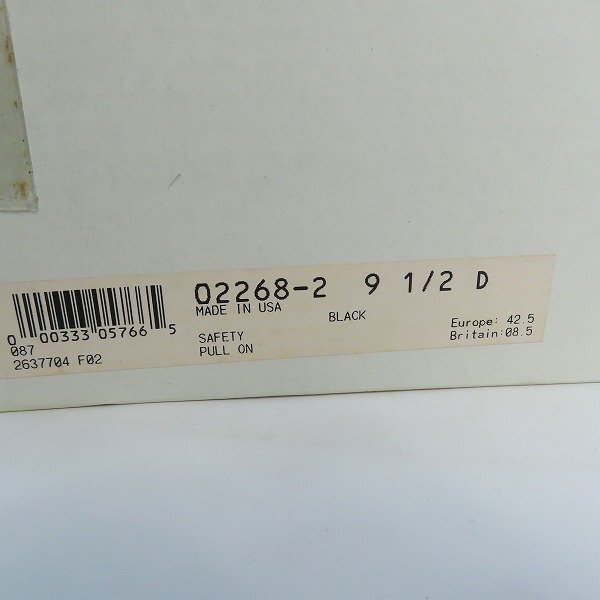 02268-2 9 1/2 D
MADE IN USA
BLACK
0 00333 05766 5
087
2637704 F02
SAFETY
PULL ON
Europe: 42.5
Britain:08.5